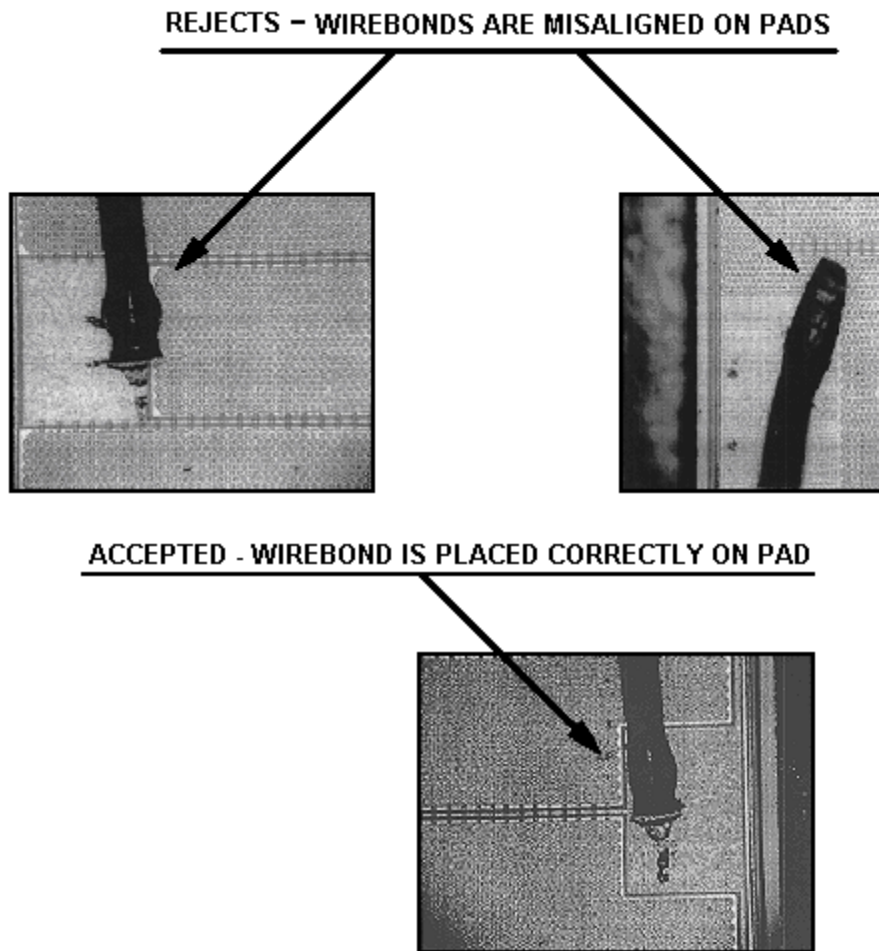 REJECTS – WIREBONDS ARE MISALIGNED ON PADS
ACCEPTED - WIREBOND IS PLACED CORRECTLY ON PAD